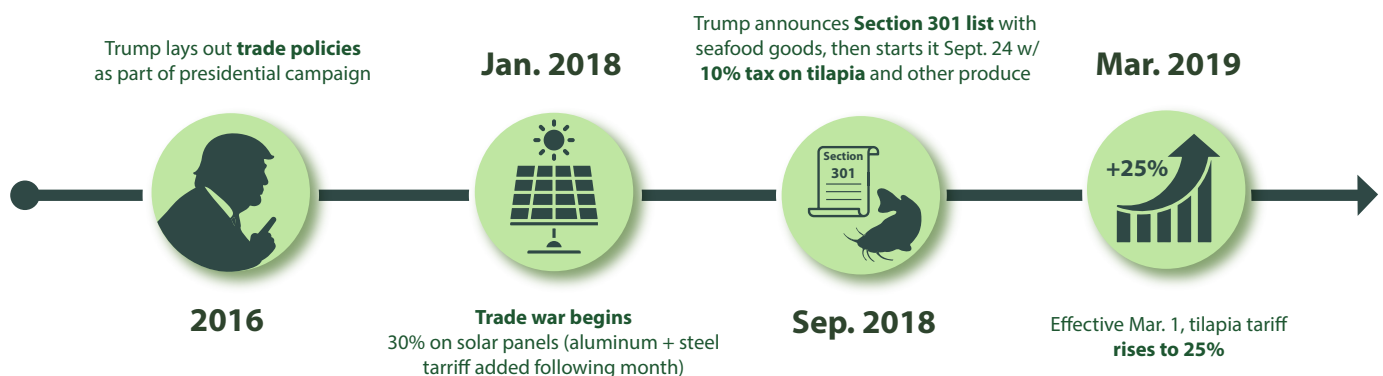 Trump lays out trade policies
as part of presidential campaign
2016
Jan. 2018
Trade war begins
30% on solar panels (aluminum + steel
tarriff added following month)
Trump announces Section 301 list with
seafood goods, then starts it Sept. 24 w/
10% tax on tilapia and other produce
Section
301
Sep. 2018
Mar. 2019
+25%
Effective Mar. 1, tilapia tariff
rises to 25%